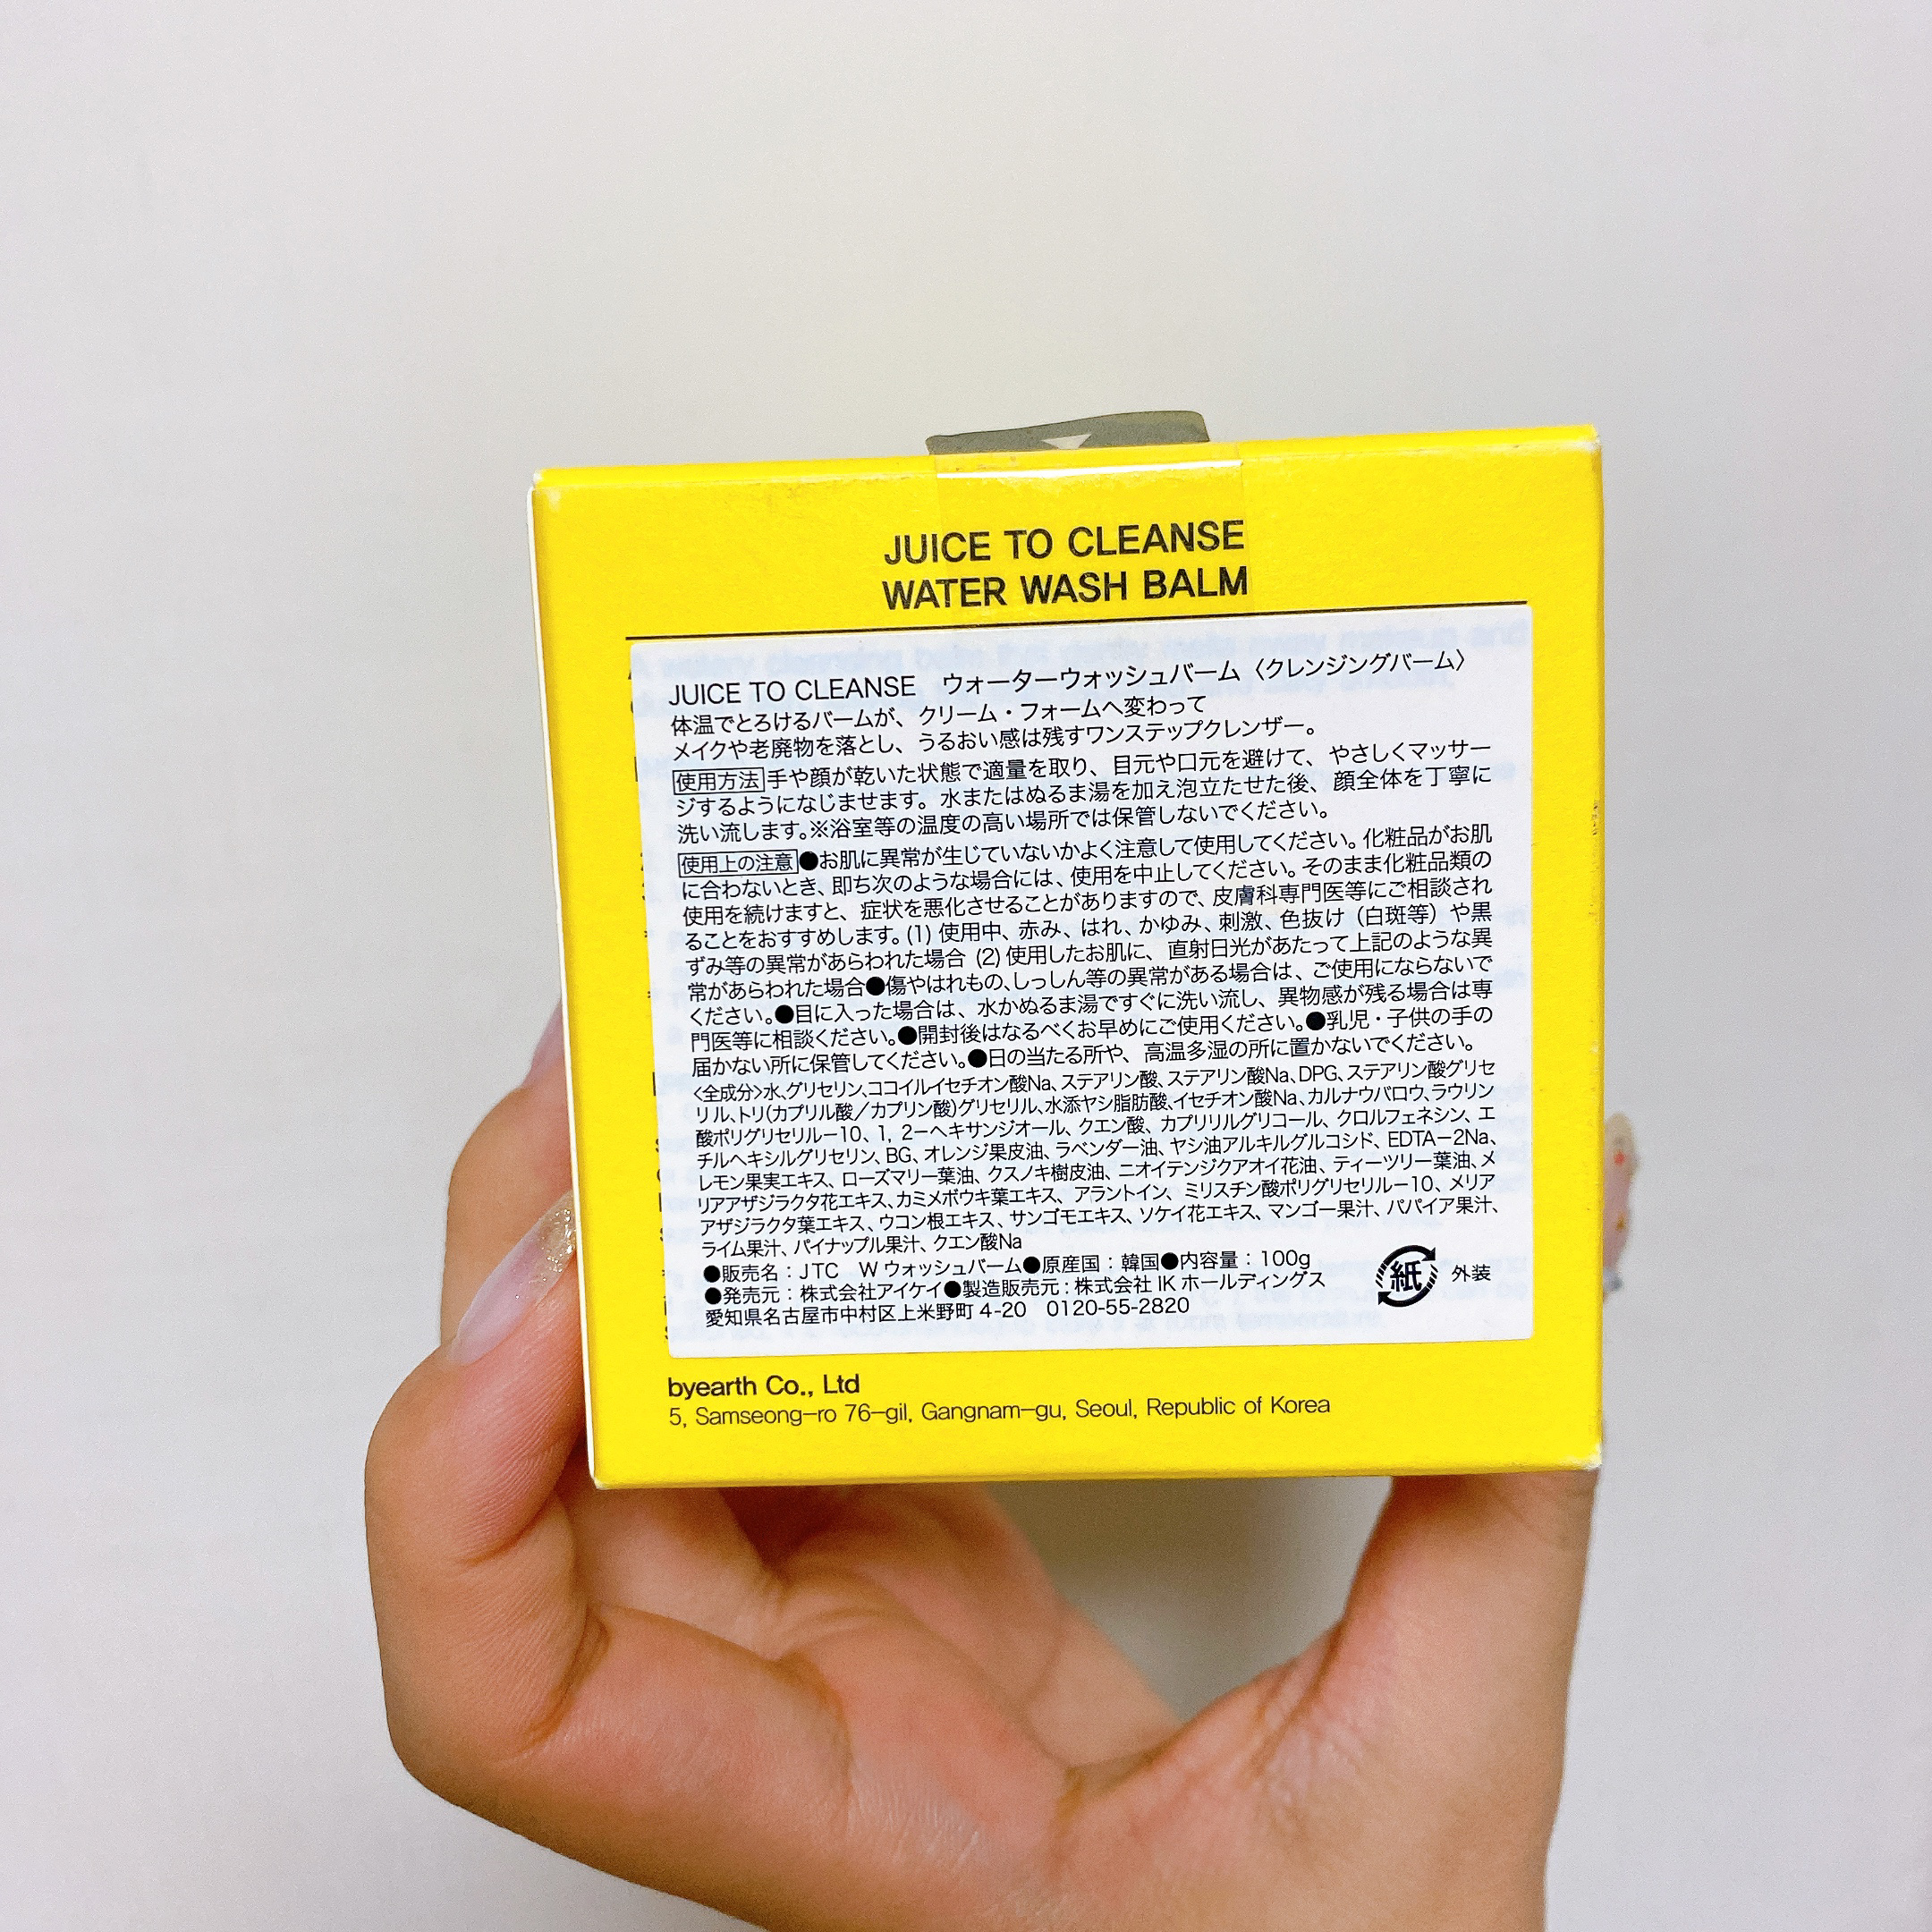 JUICE TO CLEANSE
WATER WASH BALM
JUICE TO CLEANSE　ウォーターウォッシュバーム〈クレンジングバーム〉
体温でとろけるバームが、クリーム・フォームへ変わって
メイクや老廃物を落とし、うるおい感は残すワンステップクレンザー。
使用方法 手や顔が乾いた状態で適量を取り、目元や口元を避けて、やさしくマッサー
ジするようになじませます。水またはぬるま湯を加え泡立たせた後、顔全体を丁寧に
洗い流します。※浴室等の温度の高い場所では保管しないでください。
使用上の注意 ●お肌に異常が生じていないかよく注意して使用してください。化粧品がお肌
に合わないとき、即ち次のような場合には、使用を中止してください。そのまま化粧品類の
使用を続けますと、症状を悪化させることがありますので、皮膚科専門医等にご相談され
ることをおすすめします。(1) 使用中、赤み、はれ、かゆみ、刺激、色抜け（白斑等）や黒
ずみ等の異常があらわれた場合 (2) 使用したお肌に、直射日光があたって上記のような異
常があらわれた場合●傷やはれもの、しっしん等の異常がある場合は、ご使用にならないで
ください。●目に入った場合は、水かぬるま湯ですぐに洗い流し、異物感が残る場合は専
門医等に相談ください。●開封後はなるべくお早めにご使用ください。●乳児・子供の手の
届かない所に保管してください。●日の当たる所や、高温多湿の所に置かないでください。
〈全成分〉水、グリセリン、ココイルイセチオン酸Na、ステアリン酸、ステアリン酸Na、DPG、ステアリン酸グリセ
リル、トリ(カプリル酸／カプリン酸)グリセリル、水添ヤシ脂肪酸、イセチオン酸Na、カルナウバロウ、ラウリン
酸ポリグリセリル－10、1, 2－ヘキサンジオール、クエン酸、カプリリルグリコール、クロルフェネシン、エ
チルヘキシルグリセリン、BG、オレンジ果皮油、ラベンダー油、ヤシ油アルキルグルコシド、EDTA－2Na、
レモン果実エキス、ローズマリー葉油、クスノキ樹皮油、ニオイテンジクアオイ花油、ティーツリー葉油、メ
リアアザジラクタ花エキス、カミメボウキ葉エキス、アラントイン、ミリスチン酸ポリグリセリル－10、メリア
アザジラクタ葉エキス、ウコン根エキス、サンゴモエキス、ソケイ花エキス、マンゴー果汁、パパイア果汁、
ライム果汁、パイナップル果汁、クエン酸Na
●販売名：JTC　W ウォッシュバーム●原産国：韓国●内容量：100g
●発売元：株式会社アイケイ●製造販売元：株式会社 IK ホールディングス
愛知県名古屋市中村区上米野町 4-20　0120-55-2820
紙 外装
byearth Co., Ltd
5, Samseong-ro 76-gil, Gangnam-gu, Seoul, Republic of Korea